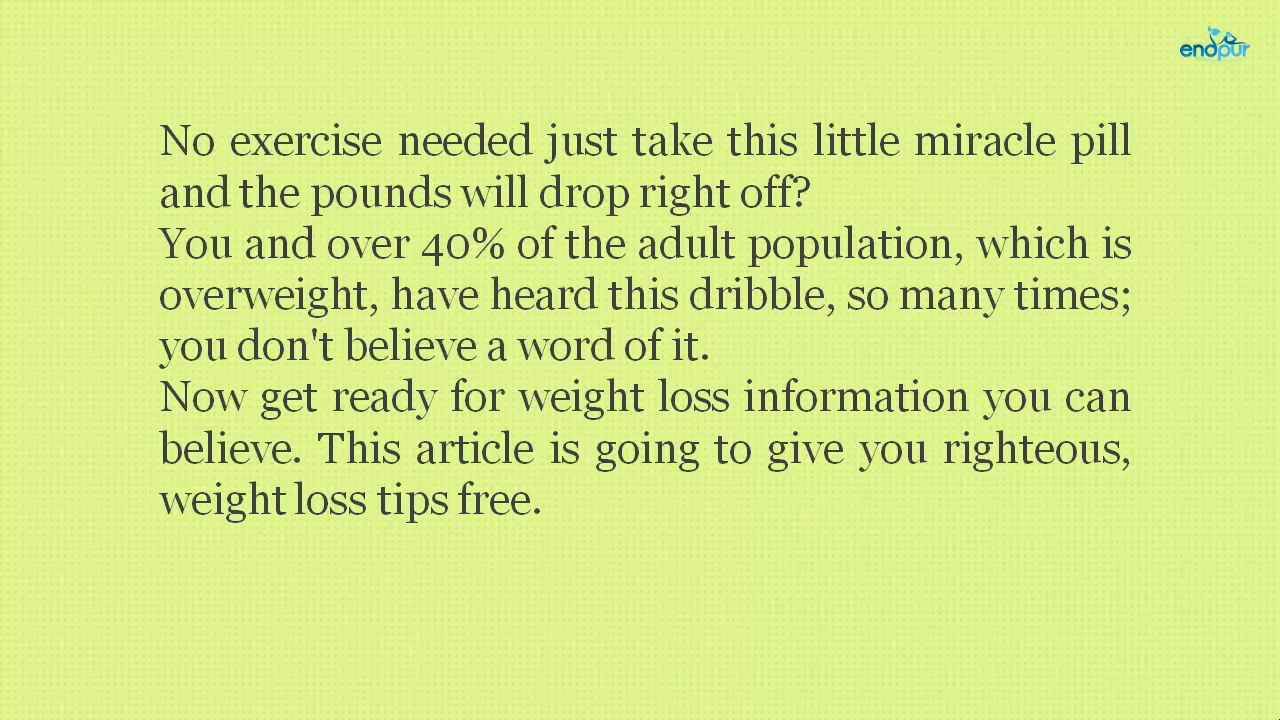 endpur
No exercise needed just take this little miracle pill
and the pounds will drop right off?
You and over 40% of the adult population, which is
overweight, have heard this dribble, so many times;
you don't believe a word of it.
Now get ready for weight loss information you can
believe. This article is going to give you righteous,
weight loss tips free.